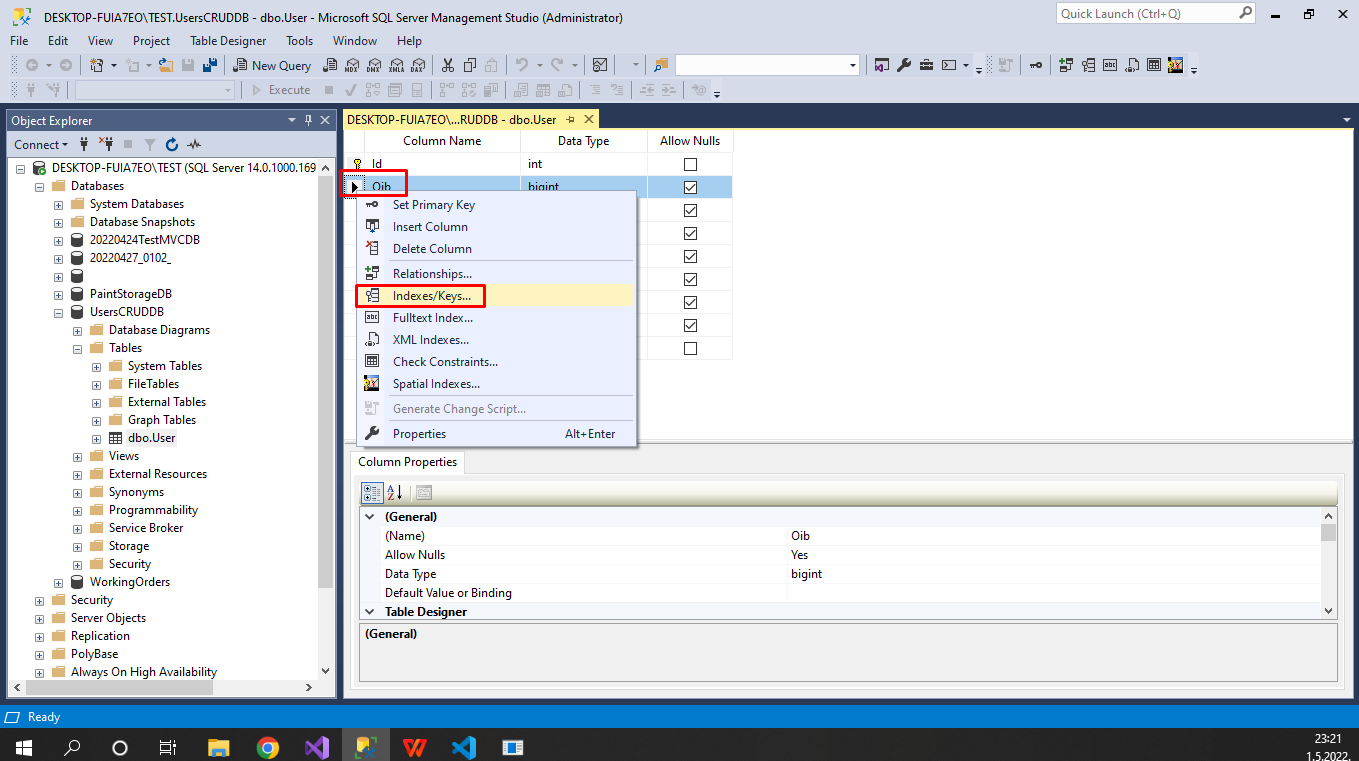 DESKTOP-FUIA7EO\TEST.UsersCRUDDB - dbo.User - Microsoft SQL Server Management Studio (Administrator)
Quick Launch (Ctrl+Q)
File Edit View Project Table Designer Tools Window Help
New Query
MDX DMX XMLA DAX
abc
Execute
Object Explorer
Connect
DESKTOP-FUIA7EO\TEST (SQL Server 14.0.1000.169
Databases
System Databases
Database Snapshots
20220424TestMVCDB
20220427_0102_
PaintStorageDB
UsersCRUDDB
Database Diagrams
Tables
System Tables
FileTables
External Tables
Graph Tables
dbo.User
Views
External Resources
Synonyms
Programmability
Service Broker
Storage
Security
WorkingOrders
Security
Server Objects
Replication
PolyBase
Always On High Availability
DESKTOP-FUIA7EO\...RUDDB - dbo.User
Column Name Data Type Allow Nulls
Id int
Oib bigint
Set Primary Key
Insert Column
Delete Column
Relationships...
Indexes/Keys...
abc Fulltext Index...
XML Indexes...
Check Constraints...
Spatial Indexes...
Generate Change Script...
Properties Alt+Enter
Column Properties
A
Z
(General)
(Name) Oib
Allow Nulls Yes
Data Type bigint
Default Value or Binding
Table Designer
(General)
Ready
23:21
1.5.2022.